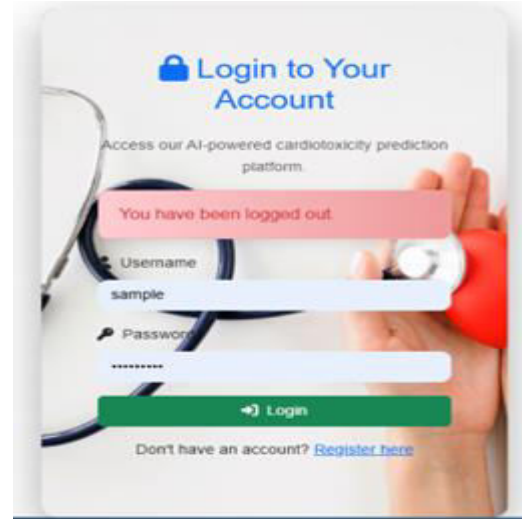 Login to Your
Account
Access our AI-powered cardiotoxicity prediction
platform.
You have been logged out.
Username
sample
Password
•••••••••
Login
Don't have an account? Register here